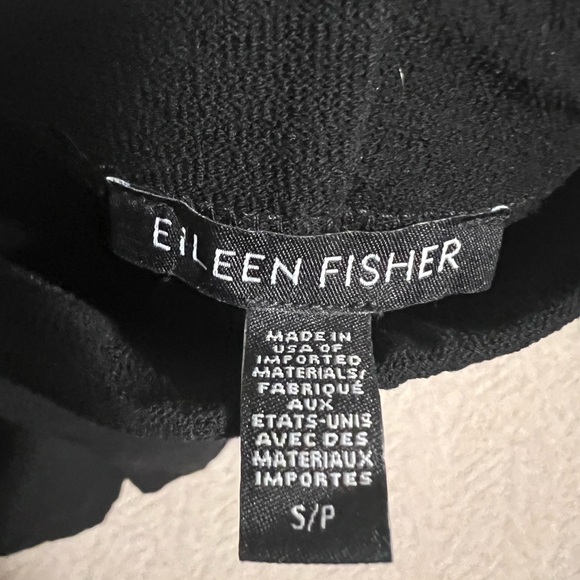 EILEEN FISHER
MADE IN
USA OF
IMPORTED
MATERIALS/
FABRIQUÉ
AUX
ETATS-UNIS
AVEC DES
MATERIAUX
IMPORTES
S/P